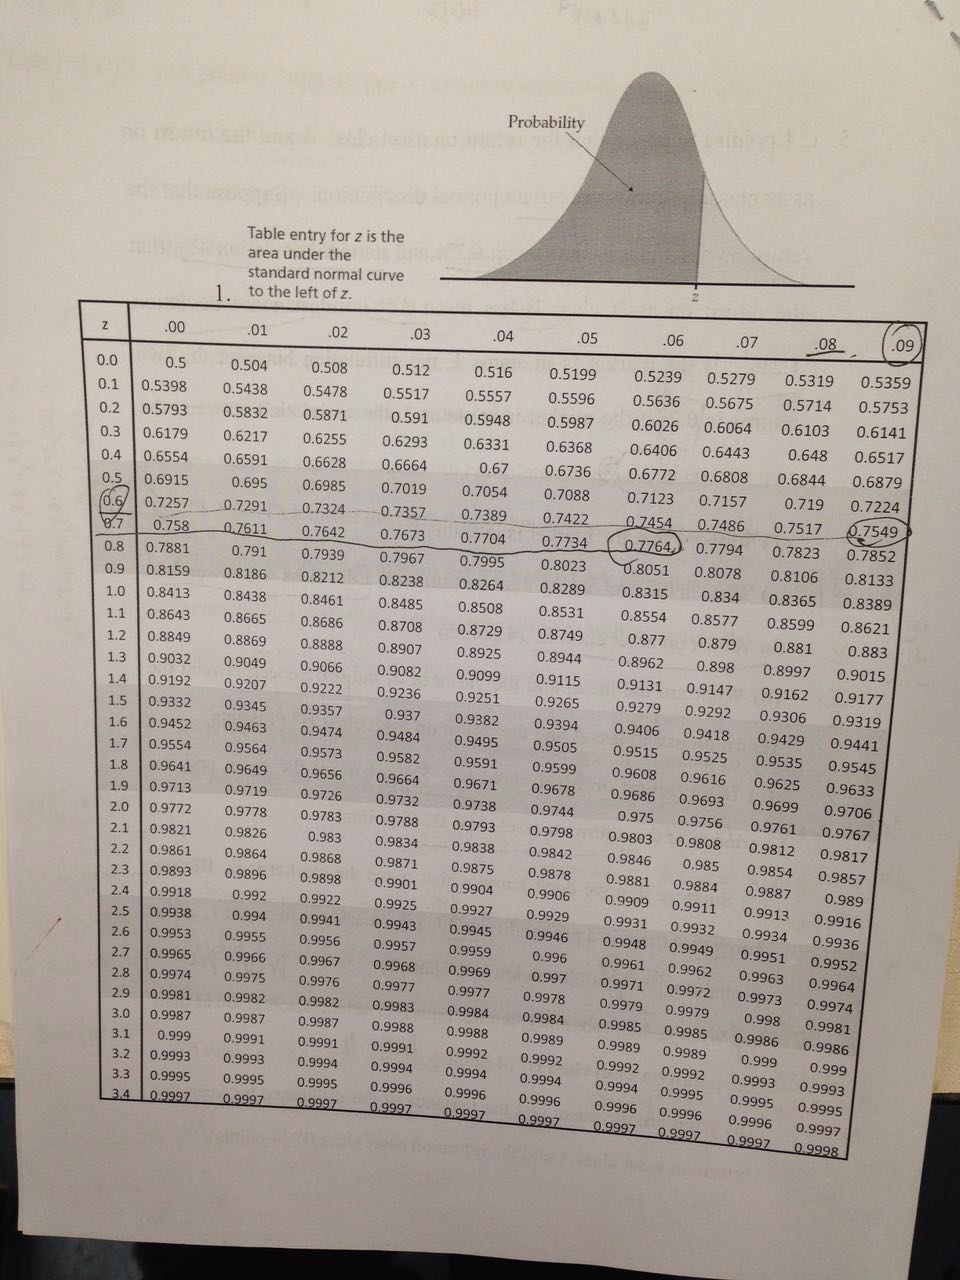 Probability
Table entry for z is the
area under the
standard normal curve
1. to the left of z.
z
z .00 .01 .02 .03 .04 .05 .06 .07 .08 .09
0.0 0.5 0.504 0.508 0.512 0.516 0.5199 0.5239 0.5279 0.5319 0.5359
0.1 0.5398 0.5438 0.5478 0.5517 0.5557 0.5596 0.5636 0.5675 0.5714 0.5753
0.2 0.5793 0.5832 0.5871 0.591 0.5948 0.5987 0.6026 0.6064 0.6103 0.6141
0.3 0.6179 0.6217 0.6255 0.6293 0.6331 0.6368 0.6406 0.6443 0.648 0.6517
0.4 0.6554 0.6591 0.6628 0.6664 0.67 0.6736 0.6772 0.6808 0.6844 0.6879
0.5 0.6915 0.695 0.6985 0.7019 0.7054 0.7088 0.7123 0.7157 0.719 0.7224
0.6 0.7257 0.7291 0.7324 0.7357 0.7389 0.7422 0.7454 0.7486 0.7517 0.7549
0.7 0.758 0.7611 0.7642 0.7673 0.7704 0.7734 0.7764 0.7794 0.7823 0.7852
0.8 0.7881 0.791 0.7939 0.7967 0.7995 0.8023 0.8051 0.8078 0.8106 0.8133
0.9 0.8159 0.8186 0.8212 0.8238 0.8264 0.8289 0.8315 0.834 0.8365 0.8389
1.0 0.8413 0.8438 0.8461 0.8485 0.8508 0.8531 0.8554 0.8577 0.8599 0.8621
1.1 0.8643 0.8665 0.8686 0.8708 0.8729 0.8749 0.877 0.879 0.881 0.883
1.2 0.8849 0.8869 0.8888 0.8907 0.8925 0.8944 0.8962 0.898 0.8997 0.9015
1.3 0.9032 0.9049 0.9066 0.9082 0.9099 0.9115 0.9131 0.9147 0.9162 0.9177
1.4 0.9192 0.9207 0.9222 0.9236 0.9251 0.9265 0.9279 0.9292 0.9306 0.9319
1.5 0.9332 0.9345 0.9357 0.937 0.9382 0.9394 0.9406 0.9418 0.9429 0.9441
1.6 0.9452 0.9463 0.9474 0.9484 0.9495 0.9505 0.9515 0.9525 0.9535 0.9545
1.7 0.9554 0.9564 0.9573 0.9582 0.9591 0.9599 0.9608 0.9616 0.9625 0.9633
1.8 0.9641 0.9649 0.9656 0.9664 0.9671 0.9678 0.9686 0.9693 0.9699 0.9706
1.9 0.9713 0.9719 0.9726 0.9732 0.9738 0.9744 0.975 0.9756 0.9761 0.9767
2.0 0.9772 0.9778 0.9783 0.9788 0.9793 0.9798 0.9803 0.9808 0.9812 0.9817
2.1 0.9821 0.9826 0.983 0.9834 0.9838 0.9842 0.9846 0.985 0.9854 0.9857
2.2 0.9861 0.9864 0.9868 0.9871 0.9875 0.9878 0.9881 0.9884 0.9887 0.989
2.3 0.9893 0.9896 0.9898 0.9901 0 9904 0.9906 0.9909 0.9911 0.9913 0.9916
2.4 0.9918 0.992 0.9922 0.9925 0.9927 0.9929 0.9931 0.9932 0.9934 0.9936
2.5 0.9938 0.994 0.9941 0.9943 0.9945 0.9946 0.9948 0.9949 0.9951 0.9952
2.6 0.9953 0.9955 0.9956 0.9957 0.9959 0.996 0.9961 0.9962 0.9963 0.9964
2.7 0.9965 0.9966 0.9967 0.9968 0.9969 0.997 0.9971 0.9972 0.9973 0.9974
2.8 0.9974 0.9975 0.9976 0.9977 0.9977 0.9978 0.9979 0.9979 0.998 0.9981
2.9 0.9981 0.9982 0.9982 0.9983 0.9984 0.9984 0.9985 0.9985 0.9986 0.9986
3.0 0.9987 0.9987 0.9987 0.9988 0.9988 0.9989 0.9989 0.9989 0.999 0.999
3.1 0.999 0.9991 0.9991 0.9991 0.9992 0.9992 0.9992 0.9992 0.9993 0.9993
3.2 0.9993 0.9993 0.9994 0.9994 0.9994 0.9994 0.9994 0.9995 0.9995 0.9995
3.3 0.9995 0.9995 0.9995 0.9996 0.9996 0.9996 0.9996 0.9996 0.9996 0.9997
3.4 0.9997 0.9997 0.9997 0.9997 0.9997 0.9997 0.9997 0.9997 0.9997 0.9998